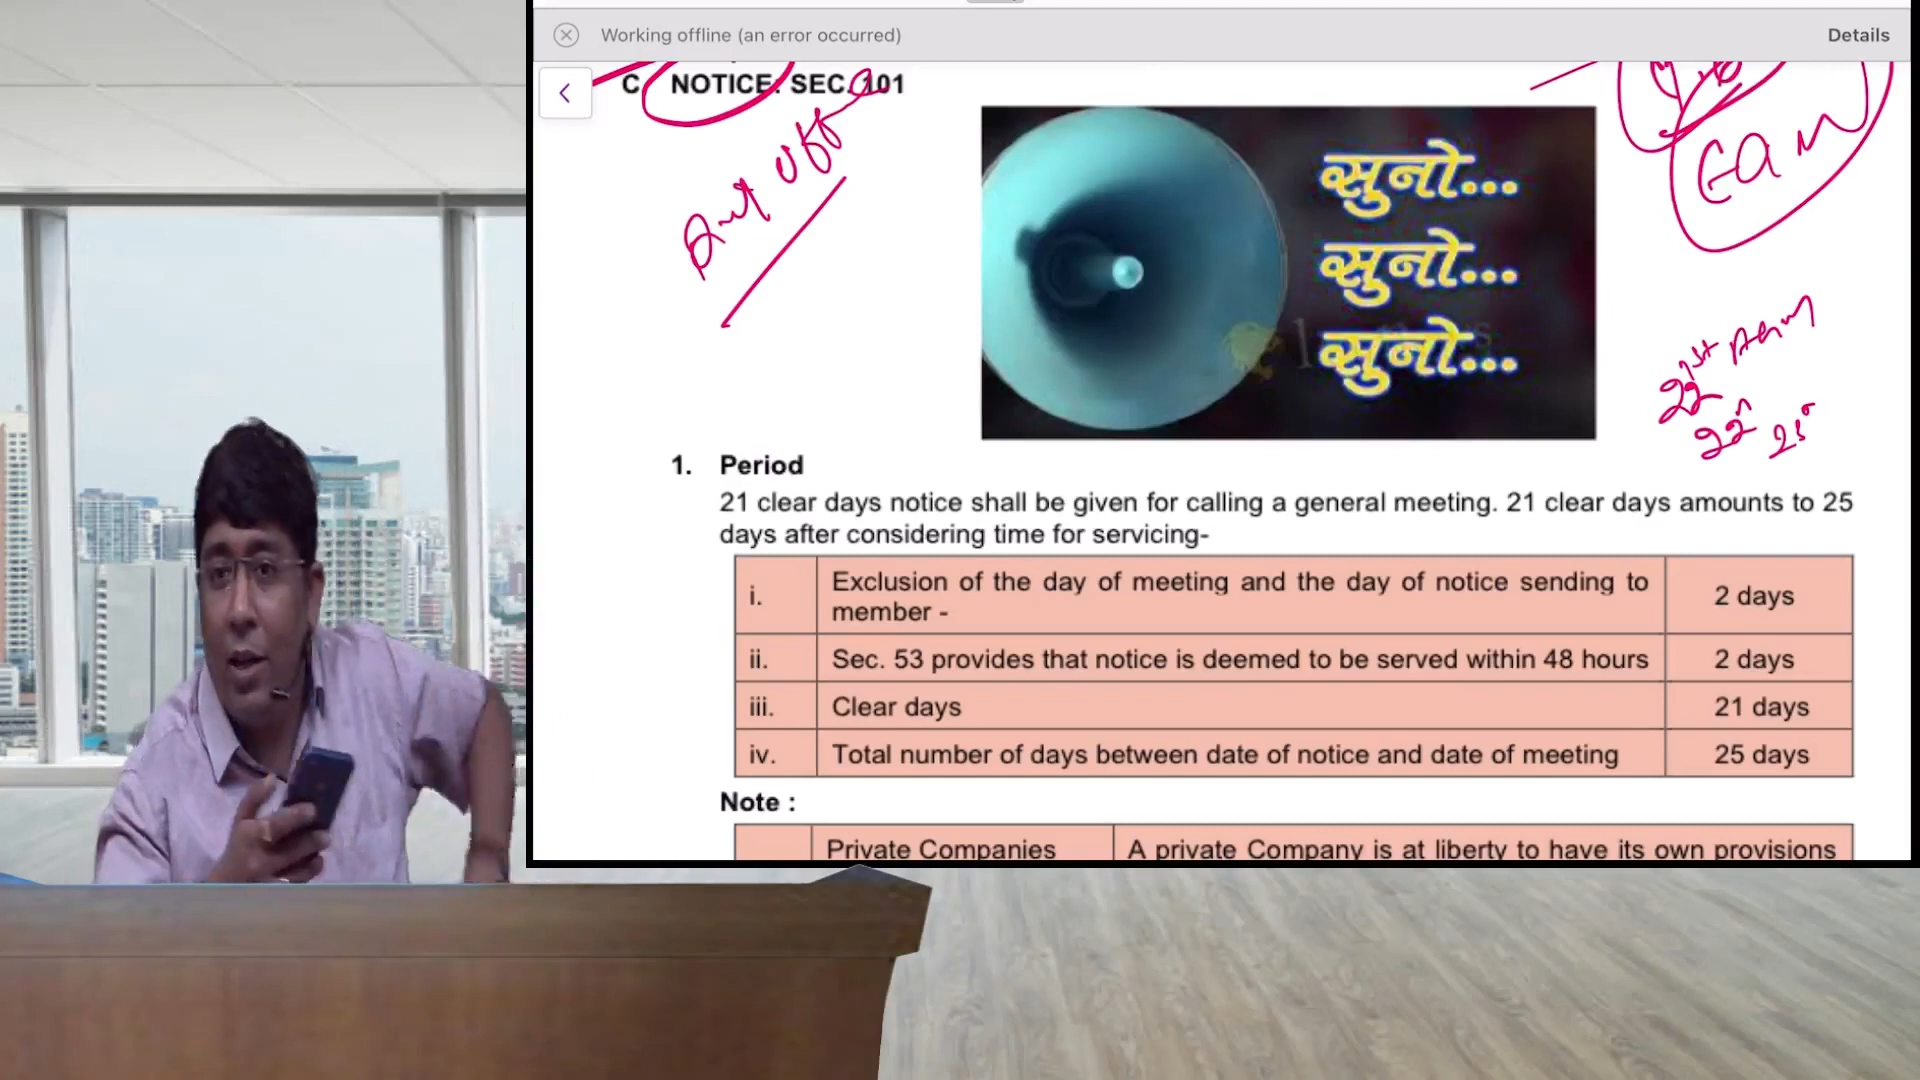 Working offline (an error occurred)
Details
C. NOTICE: SEC. 101
EGM
सुनो...
सुनो...
सुनो...
22
22
1. Period
21 clear days notice shall be given for calling a general meeting. 21 clear days amounts to 25
days after considering time for servicing-
i. Exclusion of the day of meeting and the day of notice sending to
member - 2 days
ii. Sec. 53 provides that notice is deemed to be served within 48 hours 2 days
iii. Clear days 21 days
iv. Total number of days between date of notice and date of meeting 25 days
Note :
Private Companies A private Company is at liberty to have its own provisions